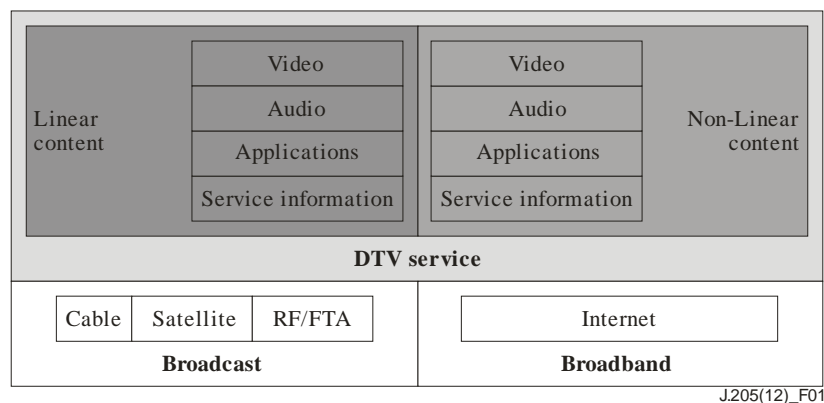 Linear
content
Video
Audio
Applications
Service information
Video
Audio
Applications
Service information
Non-Linear
content
DTV service
Cable
Satellite
RF/FTA
Broadcast
Internet
Broadband
J.205(12)_F01